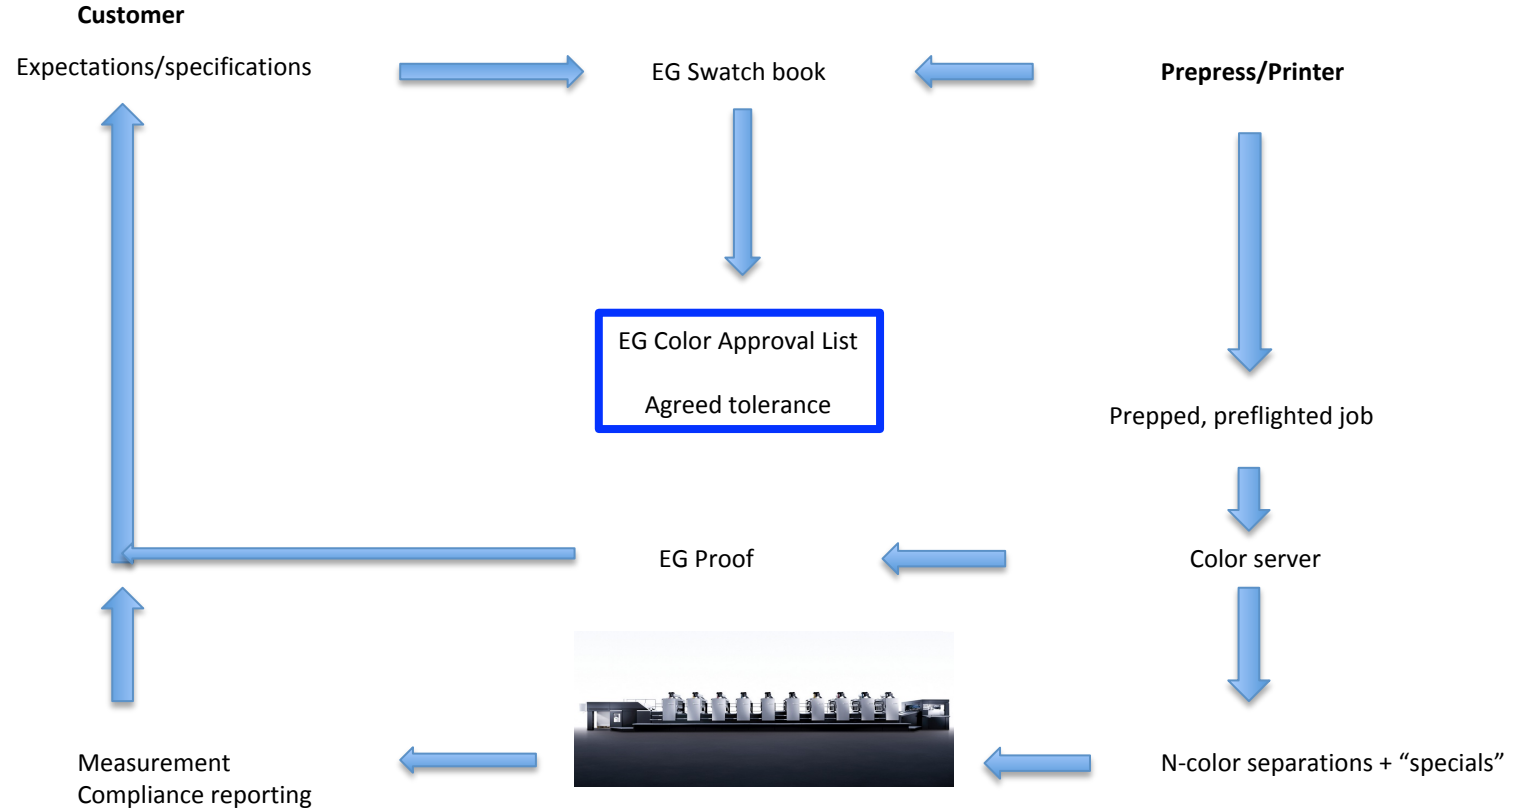 Customer
Expectations/specifications
EG Swatch book
Prepress/Printer
EG Color Approval List
Agreed tolerance
Prepped, preflighted job
EG Proof
Color server
Measurement
Compliance reporting
N-color separations + “specials”